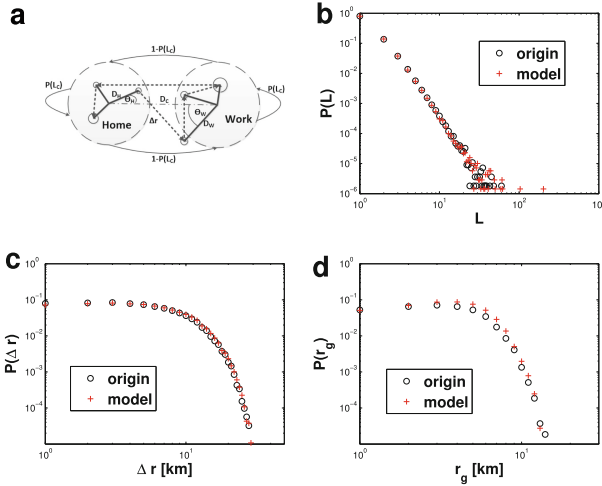 a
1-P(L_C)
P(L_C)
P(L_C)
D_H
Θ_H
D_C
Θ_W
D_W
Δr
Home
Work
1-P(L_C)
b
10^0
10^-1
10^-2
10^-3
10^-4
10^-5
10^-6
P(L)
origin
model
10^0
10^1
10^2
10
L
c
10^0
10^-1
10^-2
10^-3
10^-4
P(Δ r)
origin
model
10^0
10^1
Δ r [km]
d
10^0
10^-1
10^-2
10^-3
10^-4
P(r_g)
origin
model
10^0
10^1
r_g [km]